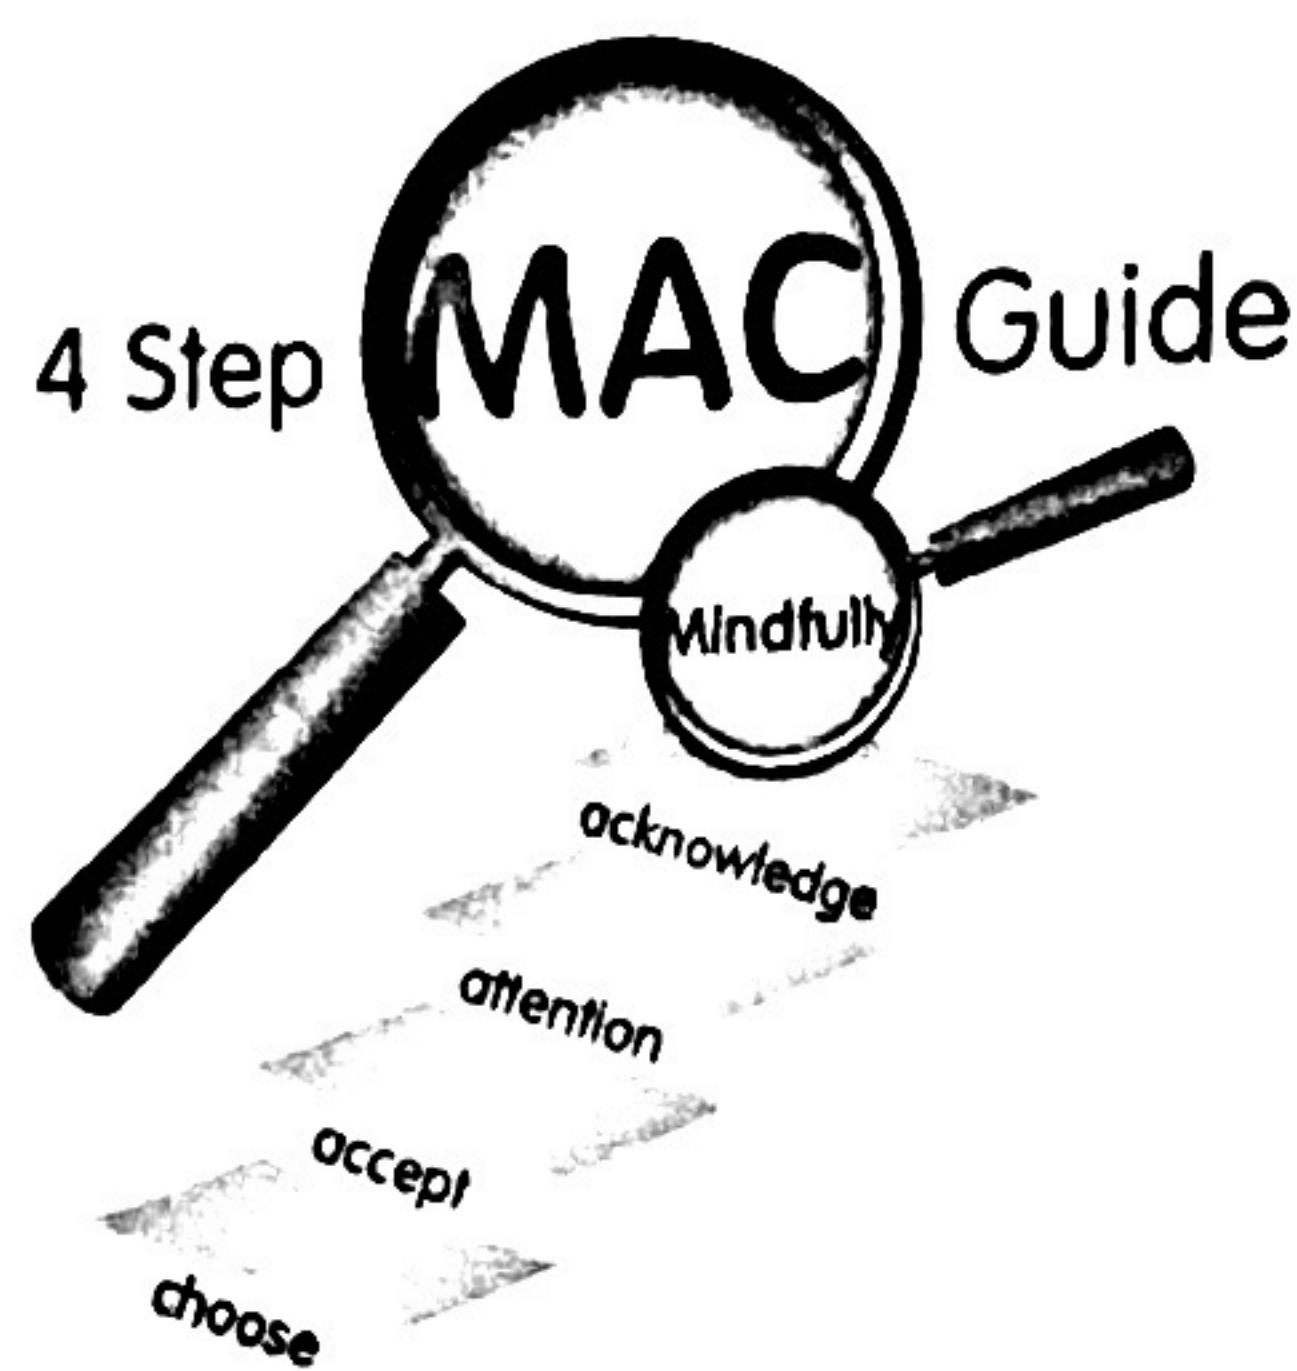 4 Step MAC Guide
Mindfully
acknowledge
attention
accept
choose